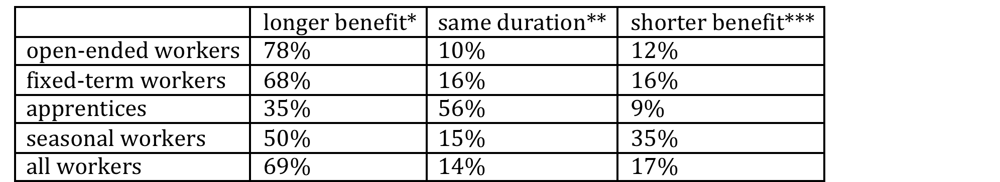 longer benefit* same duration** shorter benefit***
open-ended workers 78% 10% 12%
fixed-term workers 68% 16% 16%
apprentices 35% 56% 9%
seasonal workers 50% 15% 35%
all workers 69% 14% 17%